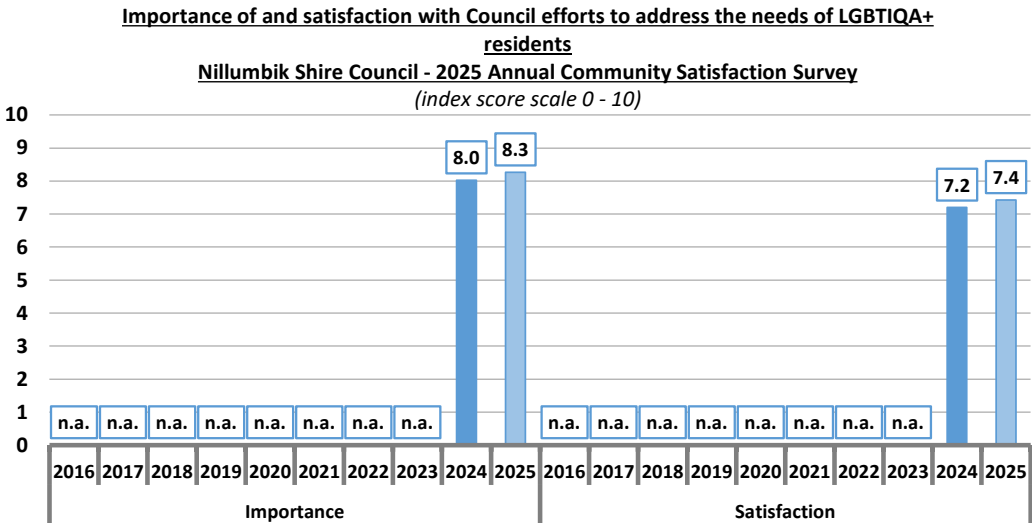 Importance of and satisfaction with Council efforts to address the needs of LGBTIQA+
residents
Nillumbik Shire Council - 2025 Annual Community Satisfaction Survey
(index score scale 0 - 10)
10
9
8
7
6
5
4
3
2
1
0
8.0 8.3 7.2 7.4
n.a. n.a. n.a. n.a. n.a. n.a. n.a. n.a. n.a. n.a. n.a. n.a. n.a. n.a. n.a. n.a.
2016 2017 2018 2019 2020 2021 2022 2023 2024 2025 2016 2017 2018 2019 2020 2021 2022 2023 2024 2025
Importance Satisfaction